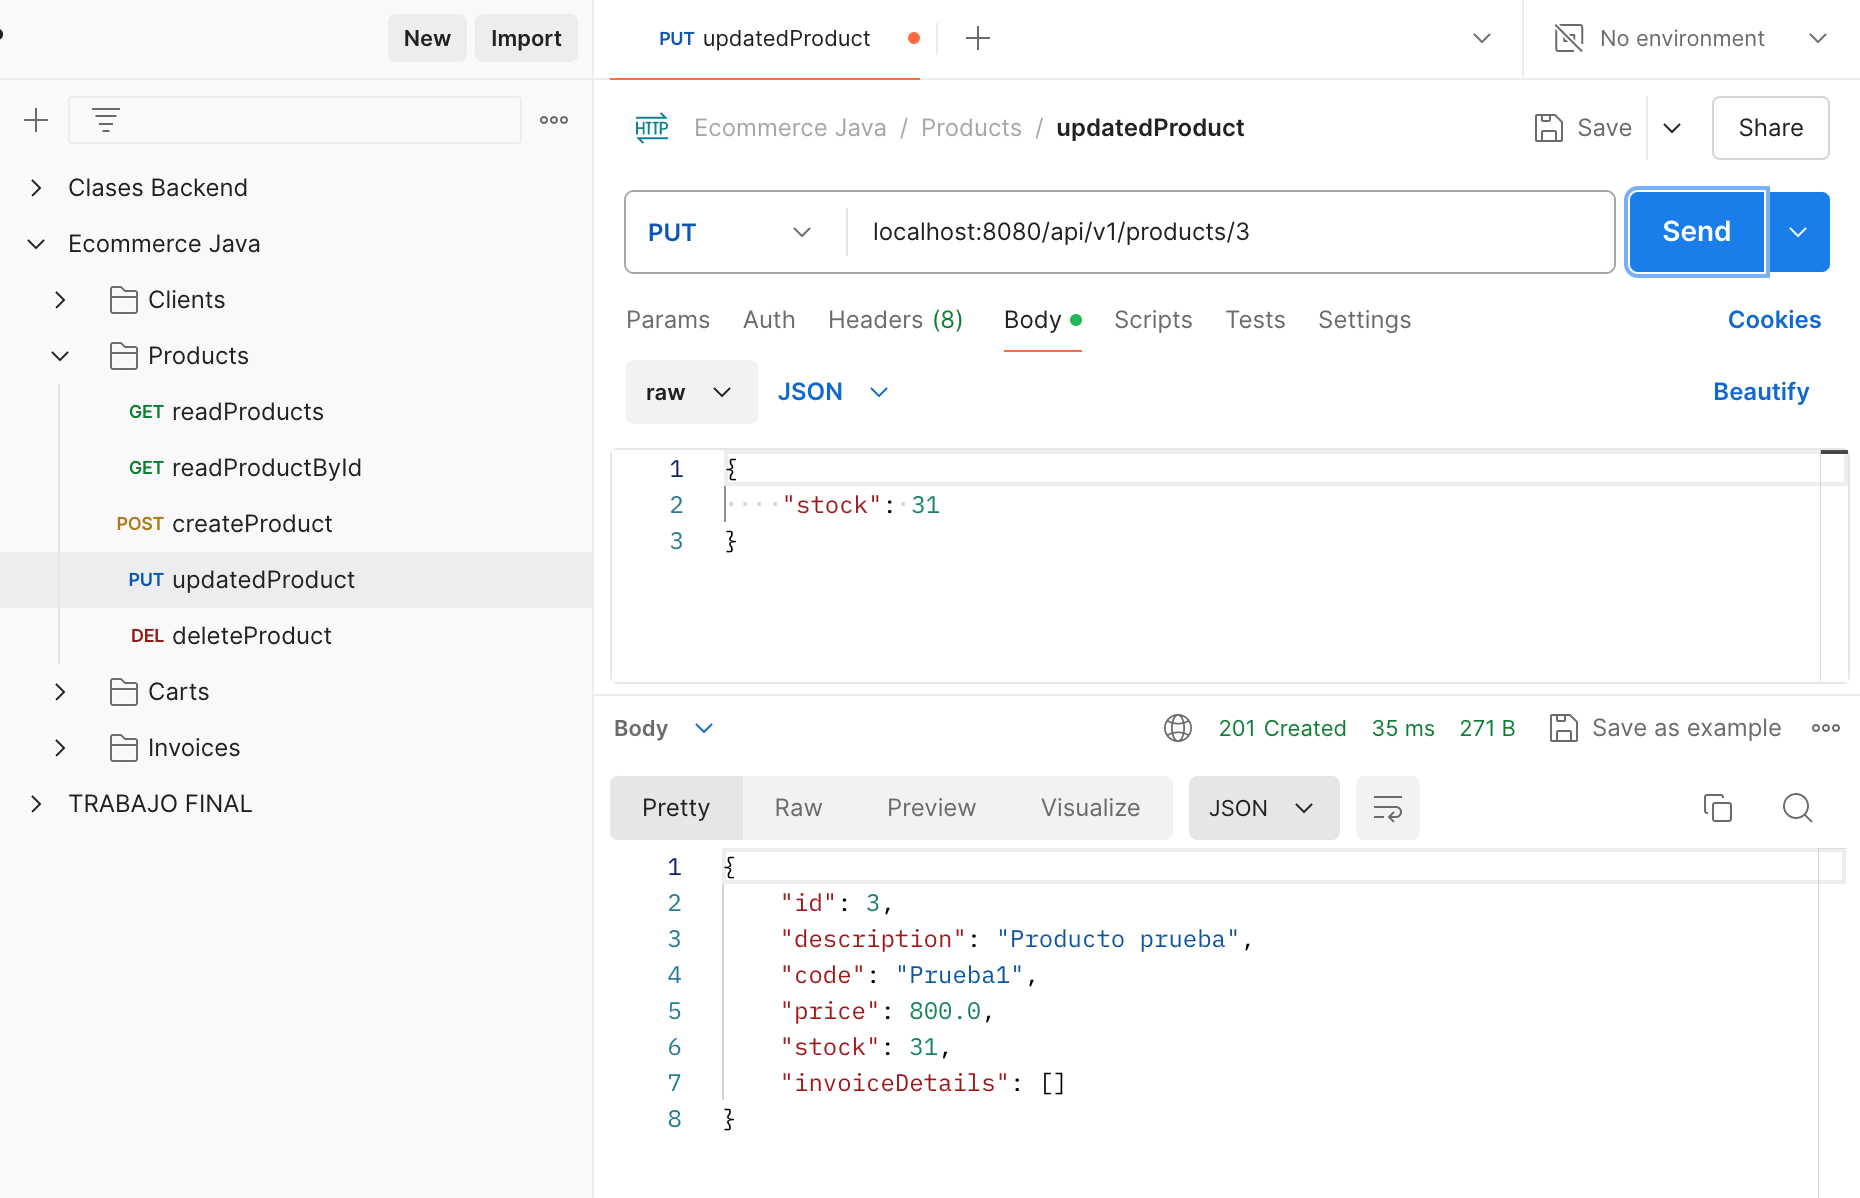 New Import
PUT updatedProduct
No environment
Ecommerce Java / Products / updatedProduct
Save
Share
Clases Backend
Ecommerce Java
Clients
Products
GET readProducts
GET readProductById
POST createProduct
PUT updatedProduct
DEL deleteProduct
Carts
Invoices
TRABAJO FINAL
HTTP
PUT localhost:8080/api/v1/products/3
Send
Params Auth Headers (8) Body Scripts Tests Settings Cookies
raw JSON Beautify
1 {
2 "stock": 31
3 }
Body 201 Created 35 ms 271 B Save as example
Pretty Raw Preview Visualize JSON
1 {
2 "id": 3,
3 "description": "Producto prueba",
4 "code": "Prueba1",
5 "price": 800.0,
6 "stock": 31,
7 "invoiceDetails": []
8 }